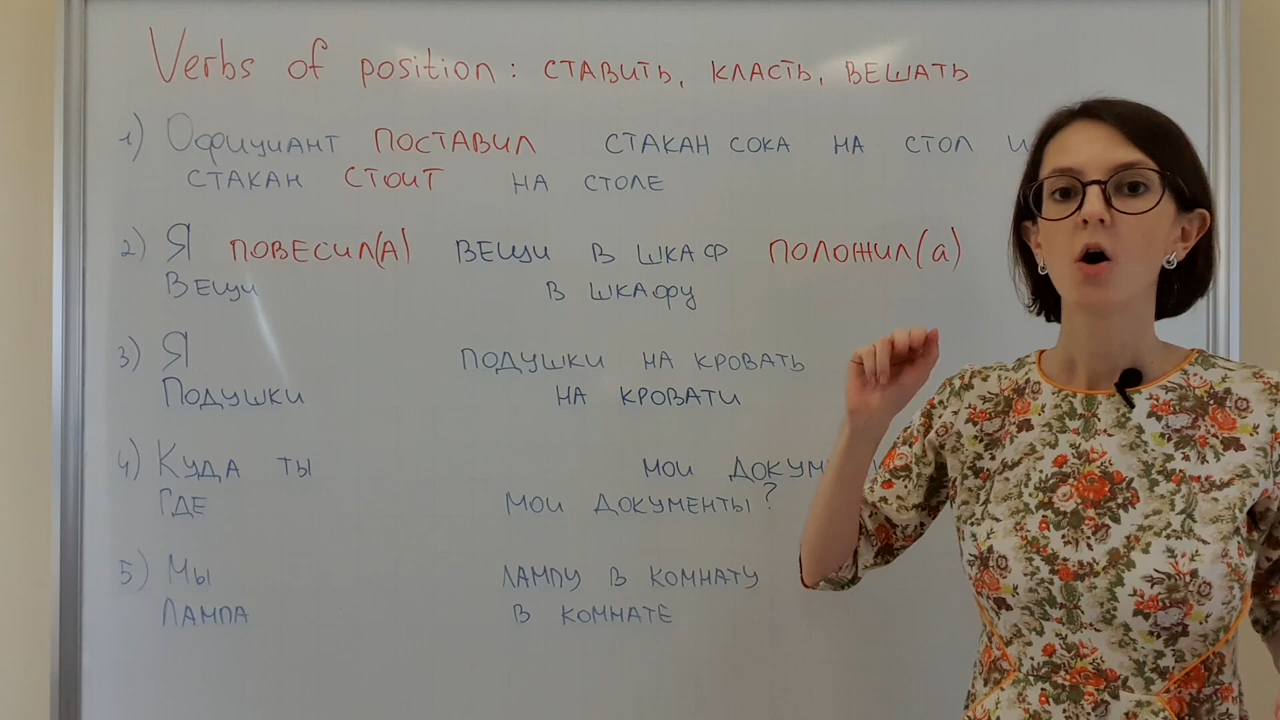 Verbs of position: СТАВИТЬ, КЛАСТЬ, ВЕШАТЬ
1) Официант ПОСТАВИЛ СТАКАН СОКА НА СТОЛ И
СТАКАН СТОИТ НА СТОЛЕ
2) Я ПОВЕСИЛ(А) ВЕЩИ В ШКАФ ПОЛОЖИЛ(а)
ВЕЩИ В ШКАФУ
3) Я ПОДУШКИ НА КРОВАТЬ
ПОДУШКИ НА КРОВАТИ
4) КУДА ТЫ МОИ
ГДЕ МОИ ДОКУМЕНТЫ?
5) МЫ ЛАМПУ В КОМНАТУ
ЛАМПА В КОМНАТЕ